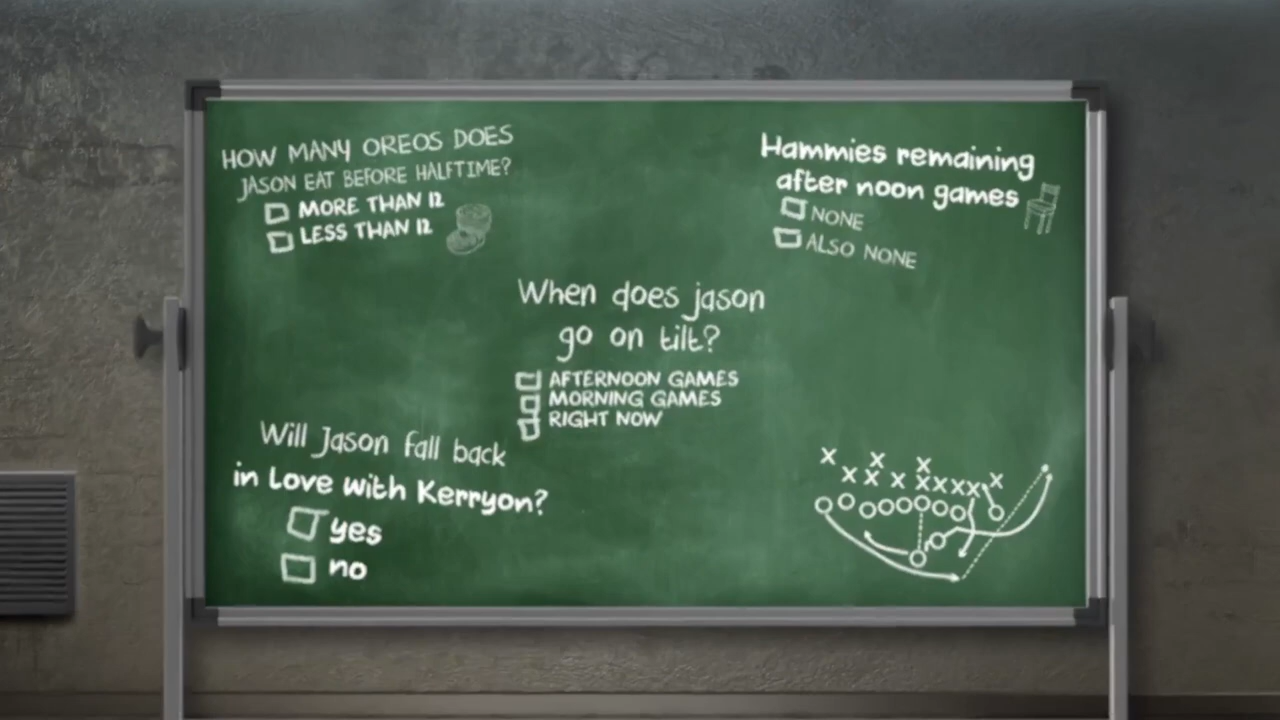 HOW MANY OREOS DOES
JASON EAT BEFORE HALFTIME?
MORE THAN 12
LESS THAN 12
Hammies remaining
after noon games
NONE
ALSO NONE
When does jason
go on tilt?
AFTERNOON GAMES
MORNING GAMES
RIGHT NOW
Will Jason fall back
in Love with Kerryon?
yes
no